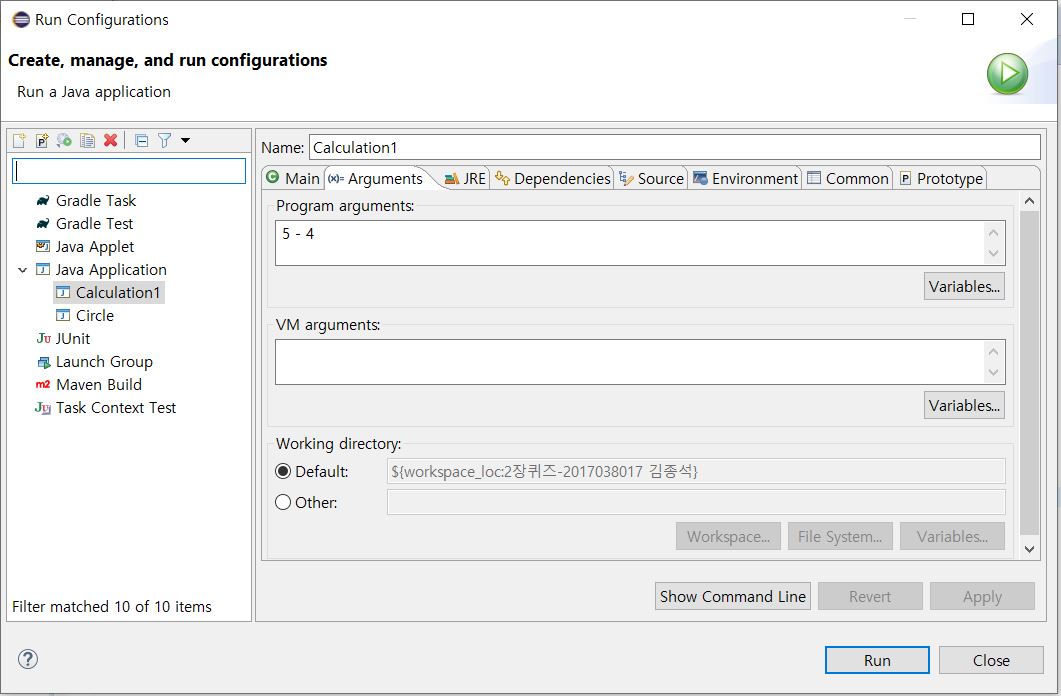 Run Configurations
Create, manage, and run configurations
Run a Java application
Name: Calculation1
Main (x)= Arguments JRE Dependencies Source Environment Common Prototype
Gradle Task
Gradle Test
Java Applet
Java Application
Calculation1
Circle
JUnit
Launch Group
Maven Build
Task Context Test
Filter matched 10 of 10 items
Program arguments:
5 - 4
Variables...
VM arguments:
Variables...
Working directory:
Default: ${workspace_loc:2장퀴즈-2017038017 김종석}
Other:
Workspace... File System... Variables...
Show Command Line Revert Apply
Run Close